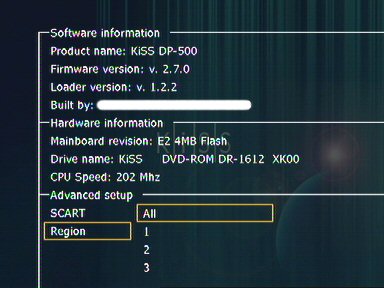 Software information
Product name: KiSS DP-500
Firmware version: v. 2.7.0
Loader version: v. 1.2.2
Built by:
Hardware information
Mainboard revision: E2 4MB Flash
KiSS
Drive name: KiSS DVD-ROM DR-1612 XK00
CPU Speed: 202 Mhz
Advanced setup
SCART All
Region 1
2
3